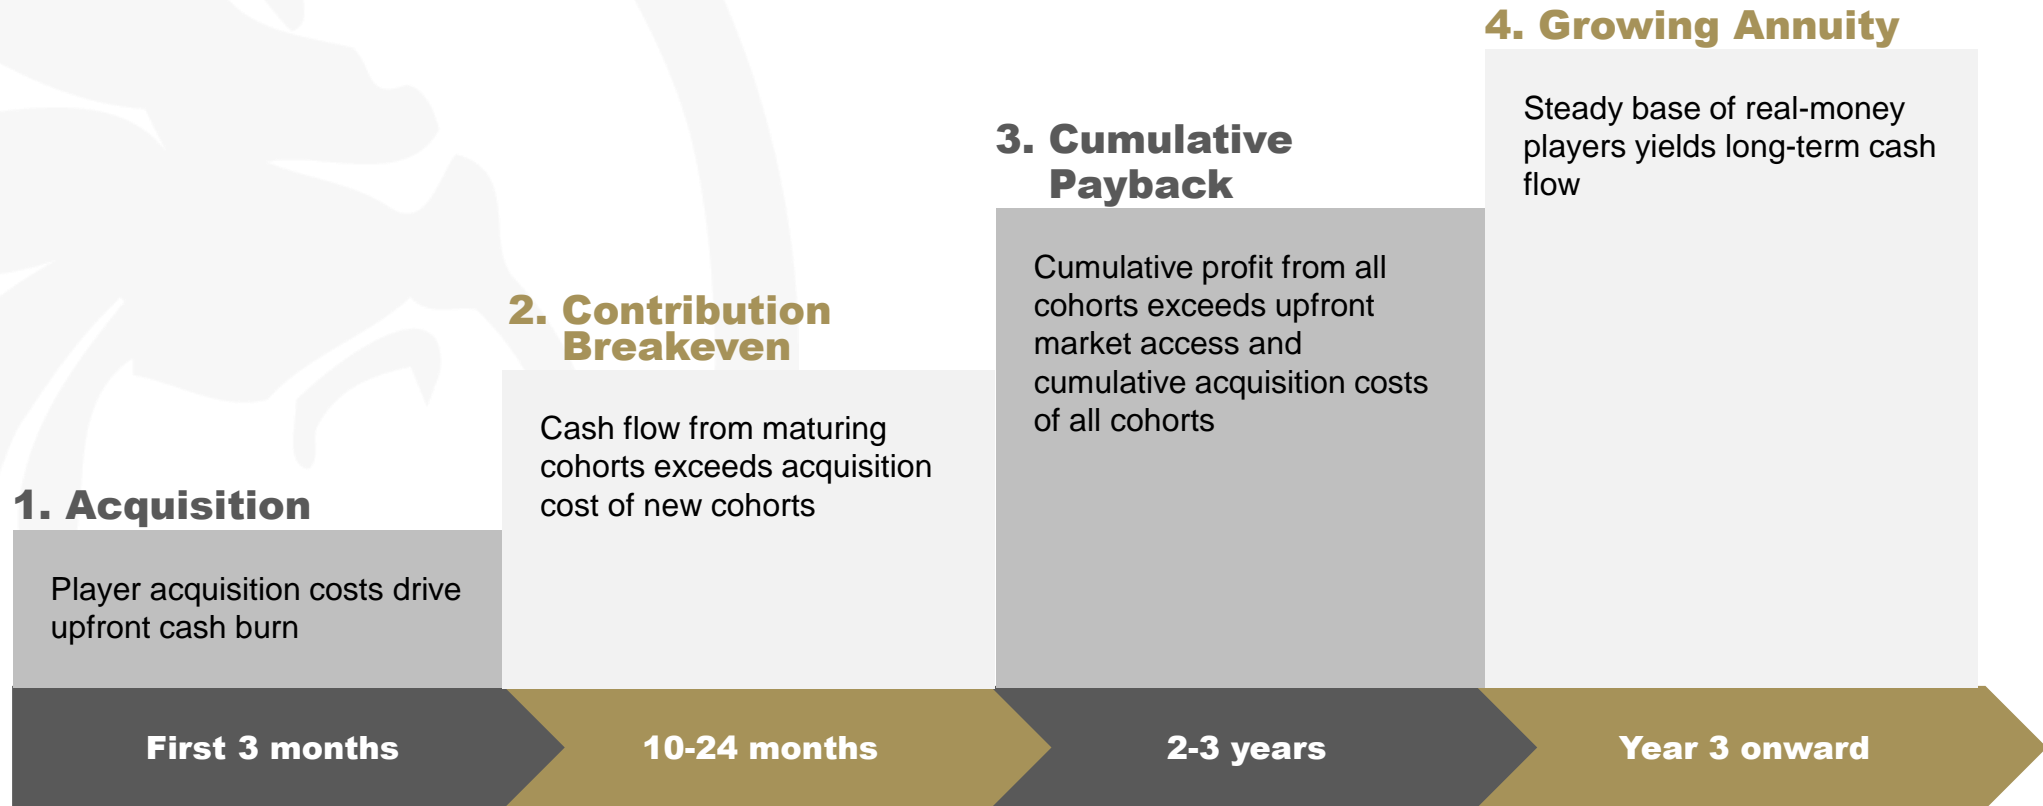 1. Acquisition
Player acquisition costs drive
upfront cash burn
First 3 months
2. Contribution
Breakeven
Cash flow from maturing
cohorts exceeds acquisition
cost of new cohorts
10-24 months
3. Cumulative
Payback
Cumulative profit from all
cohorts exceeds upfront
market access and
cumulative acquisition costs
of all cohorts
2-3 years
4. Growing Annuity
Steady base of real-money
players yields long-term cash
flow
Year 3 onward